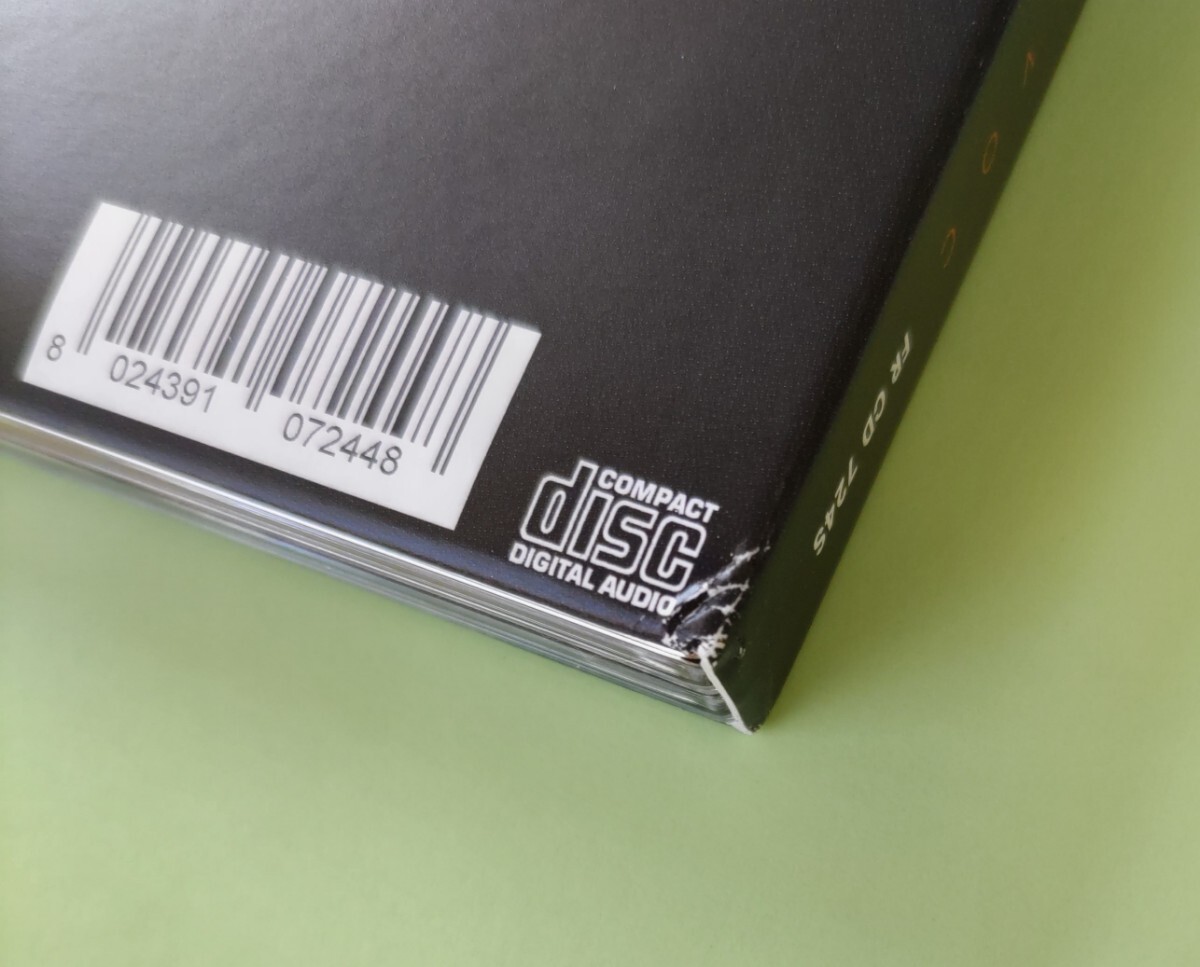 8 024391 072448
COMPACT
disc
DIGITAL AUDIO
FR CD 724S